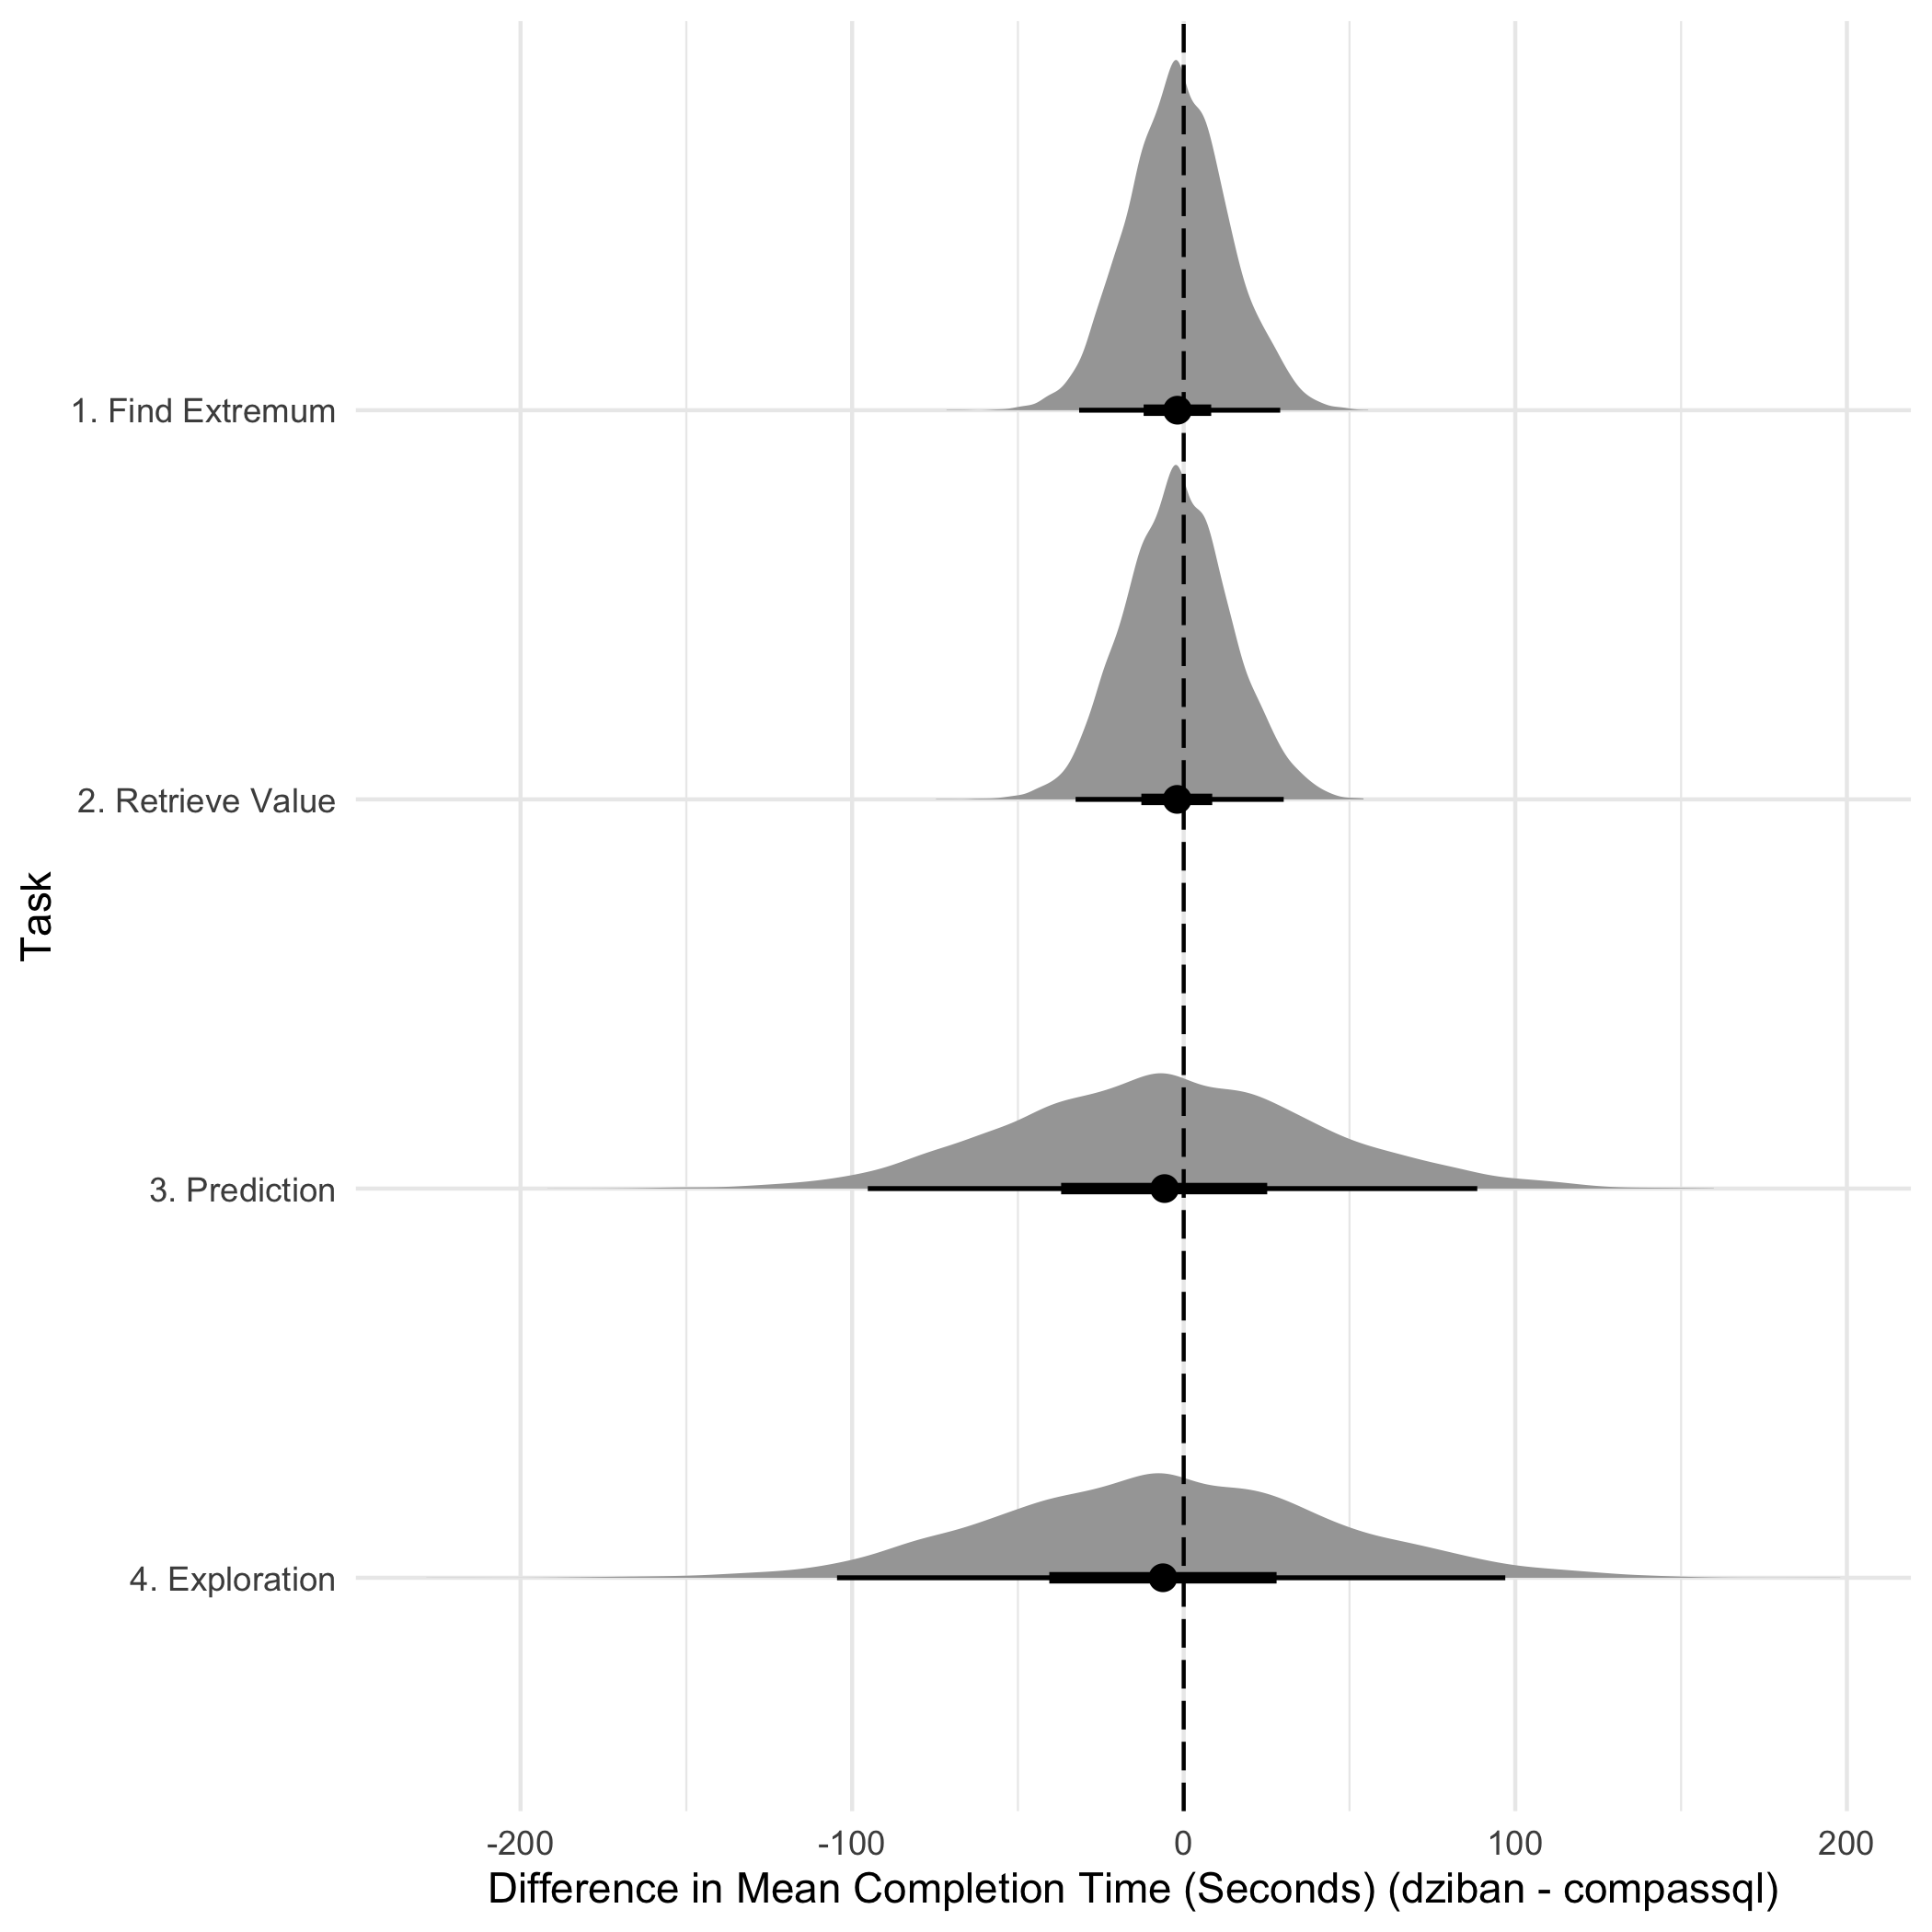 Task
1. Find Extremum
2. Retrieve Value
3. Prediction
4. Exploration
-200 -100 0 100 200
Difference in Mean Completion Time (Seconds) (dziban - compassql)